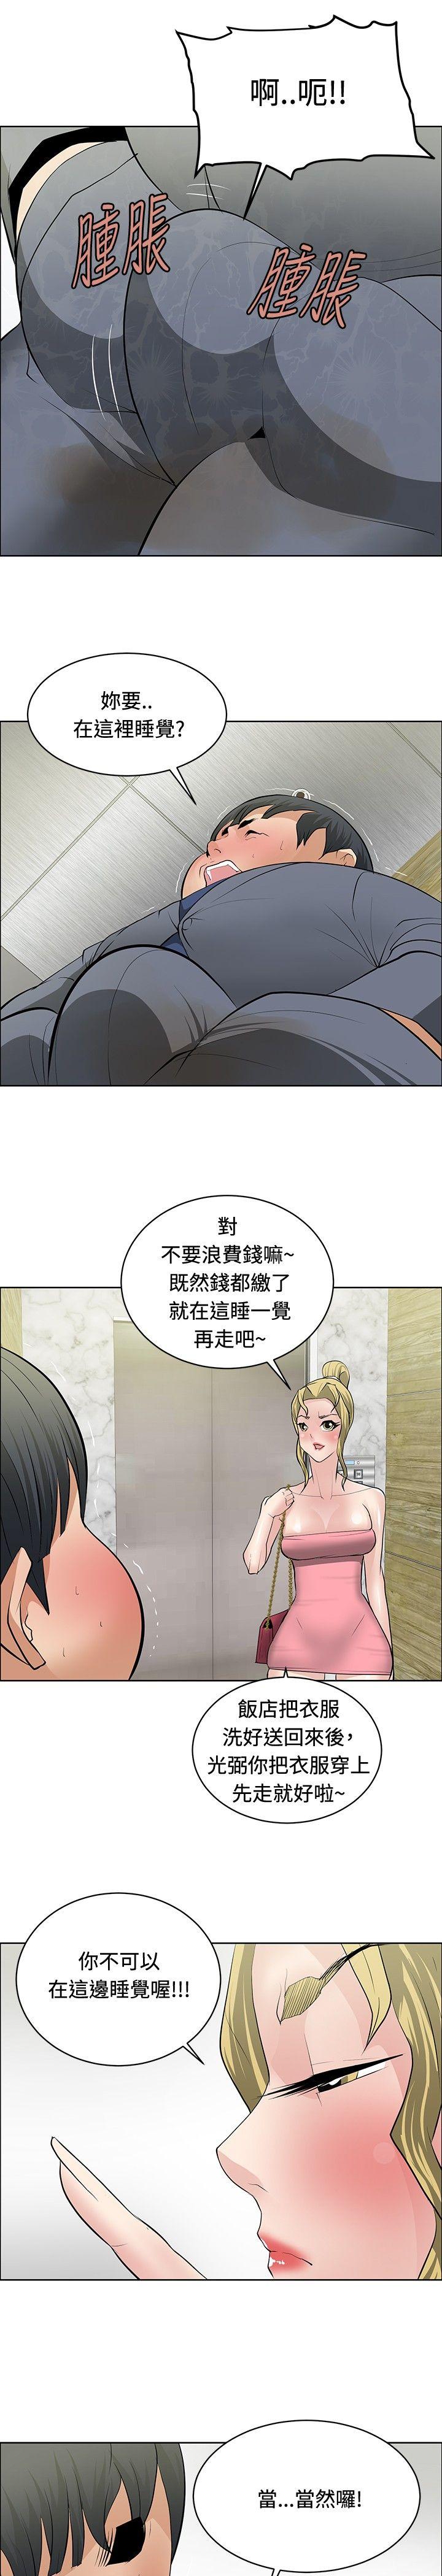 啊..呃!!
腫脹
腫脹
妳要..
在這裡睡覺?
對
不要浪費錢嘛~
既然錢都繳了
就在這睡一覺
再走吧~
飯店把衣服
洗好送回來後,
光弼你把衣服穿上
先走就好啦~
你不可以
在這邊睡覺喔!!!
當...當然囉!